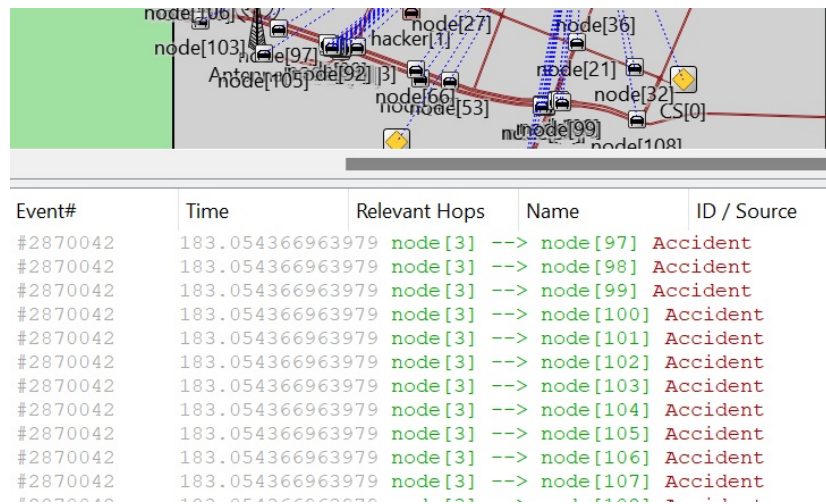 node[106]
node[27]
node[36]
node[103]
hacker[1]
node[97]
node[21]
node[105]
node[92]
node[66]
node[32]
node[53]
CS[0]
node[99]
node[108]
Event# Time Relevant Hops Name ID / Source
#2870042 183.054366963979 node[3] --> node[97] Accident
#2870042 183.054366963979 node[3] --> node[98] Accident
#2870042 183.054366963979 node[3] --> node[99] Accident
#2870042 183.054366963979 node[3] --> node[100] Accident
#2870042 183.054366963979 node[3] --> node[101] Accident
#2870042 183.054366963979 node[3] --> node[102] Accident
#2870042 183.054366963979 node[3] --> node[103] Accident
#2870042 183.054366963979 node[3] --> node[104] Accident
#2870042 183.054366963979 node[3] --> node[105] Accident
#2870042 183.054366963979 node[3] --> node[106] Accident
#2870042 183.054366963979 node[3] --> node[107] Accident